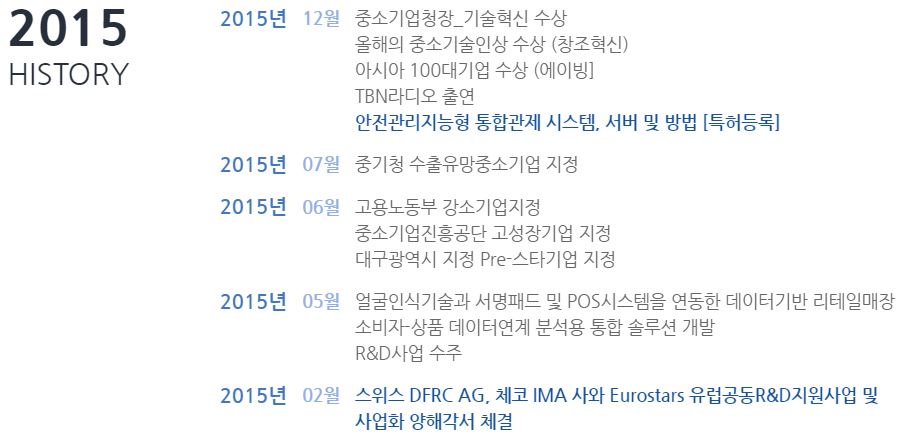 2015
HISTORY
2015년 12월 중소기업청장_기술혁신 수상
올해의 중소기술인상 수상 (창조혁신)
아시아 100대기업 수상 (에이빙]
TBN라디오 출연
안전관리지능형 통합관제 시스템, 서버 및 방법 [특허등록]
2015년 07월 중기청 수출유망중소기업 지정
2015년 06월 고용노동부 강소기업지정
중소기업진흥공단 고성장기업 지정
대구광역시 지정 Pre-스타기업 지정
2015년 05월 얼굴인식기술과 서명패드 및 POS시스템을 연동한 데이터기반 리테일매장
소비자-상품 데이터연계 분석용 통합 솔루션 개발
R&D사업 수주
2015년 02월 스위스 DFRC AG, 체코 IMA 사와 Eurostars 유럽공동R&D지원사업 및
사업화 양해각서 체결